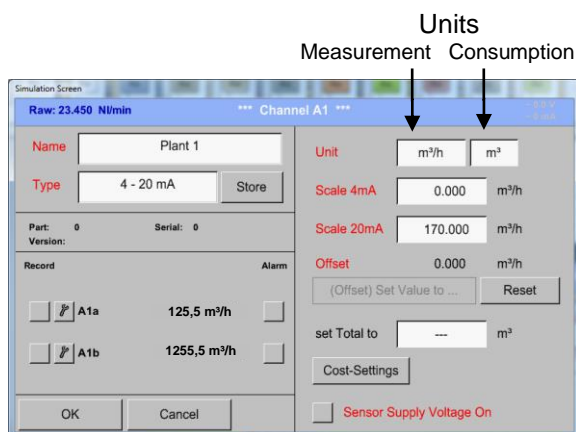 Units
Measurement Consumption
Simulation Screen
Raw: 23.450 Nl/min *** Channel A1 ***
Name Plant 1
Type 4 - 20 mA Store
Part: 0 Serial: 0
Version:
Record Alarm
A1a 125,5 m³/h
A1b 1255,5 m³/h
OK Cancel
Unit m³/h m³
Scale 4mA 0.000 m³/h
Scale 20mA 170.000 m³/h
Offset 0.000 m³/h
(Offset) Set Value to ... Reset
set Total to --- m³
Cost-Settings
Sensor Supply Voltage On